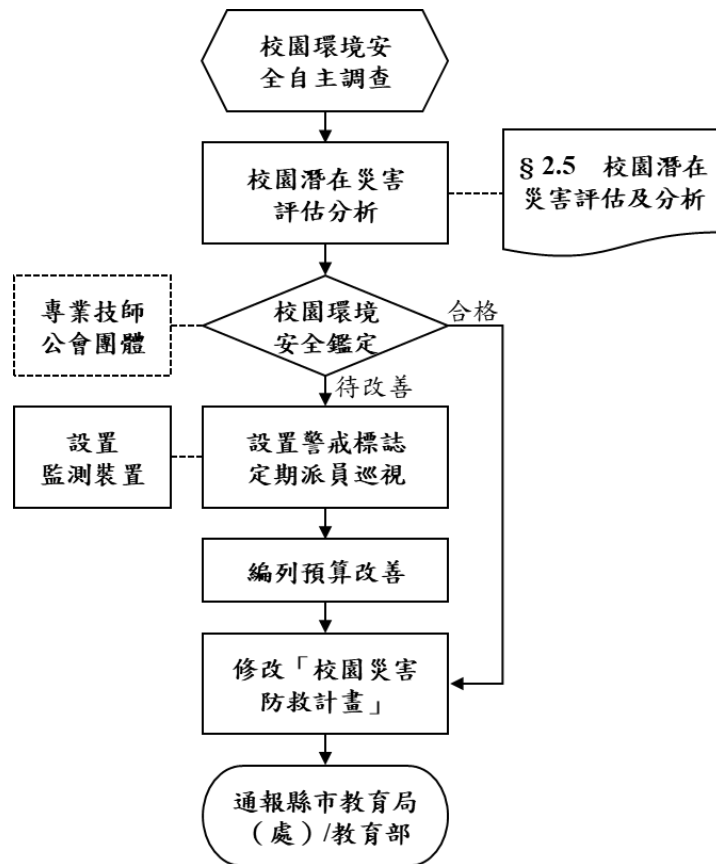 校園環境安
全自主調查
校園潛在災害
評估分析
§ 2.5 校園潛在
災害評估及分析
專業技師
公會團體
校園環境
安全鑑定
合格
待改善
設置
監測裝置
設置警戒標誌
定期派員巡視
編列預算改善
修改「校園災害
防救計畫」
通報縣市教育局
（處）/教育部